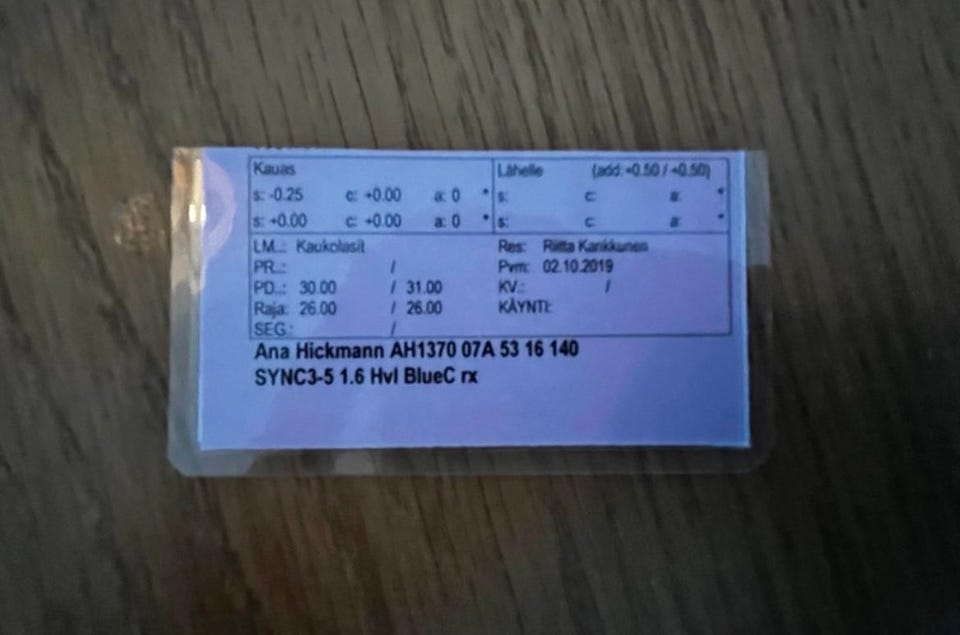 Kauas Lähelle (add: +0.50 / +0.50)
s: -0.25 c: +0.00 a: 0 * s: c: a: *
s: +0.00 c: +0.00 a: 0 * s: c: a: *
LM..: Kaukolasit Res: Riitta Kankkunen
PR..: / Pvm: 02.10.2019
PD..: 30.00 / 31.00 KV.: /
Raja: 26.00 / 26.00 KÄYNTI:
SEG.: /
Ana Hickmann AH1370 07A 53 16 140
SYNC3-5 1.6 Hvl BlueC rx